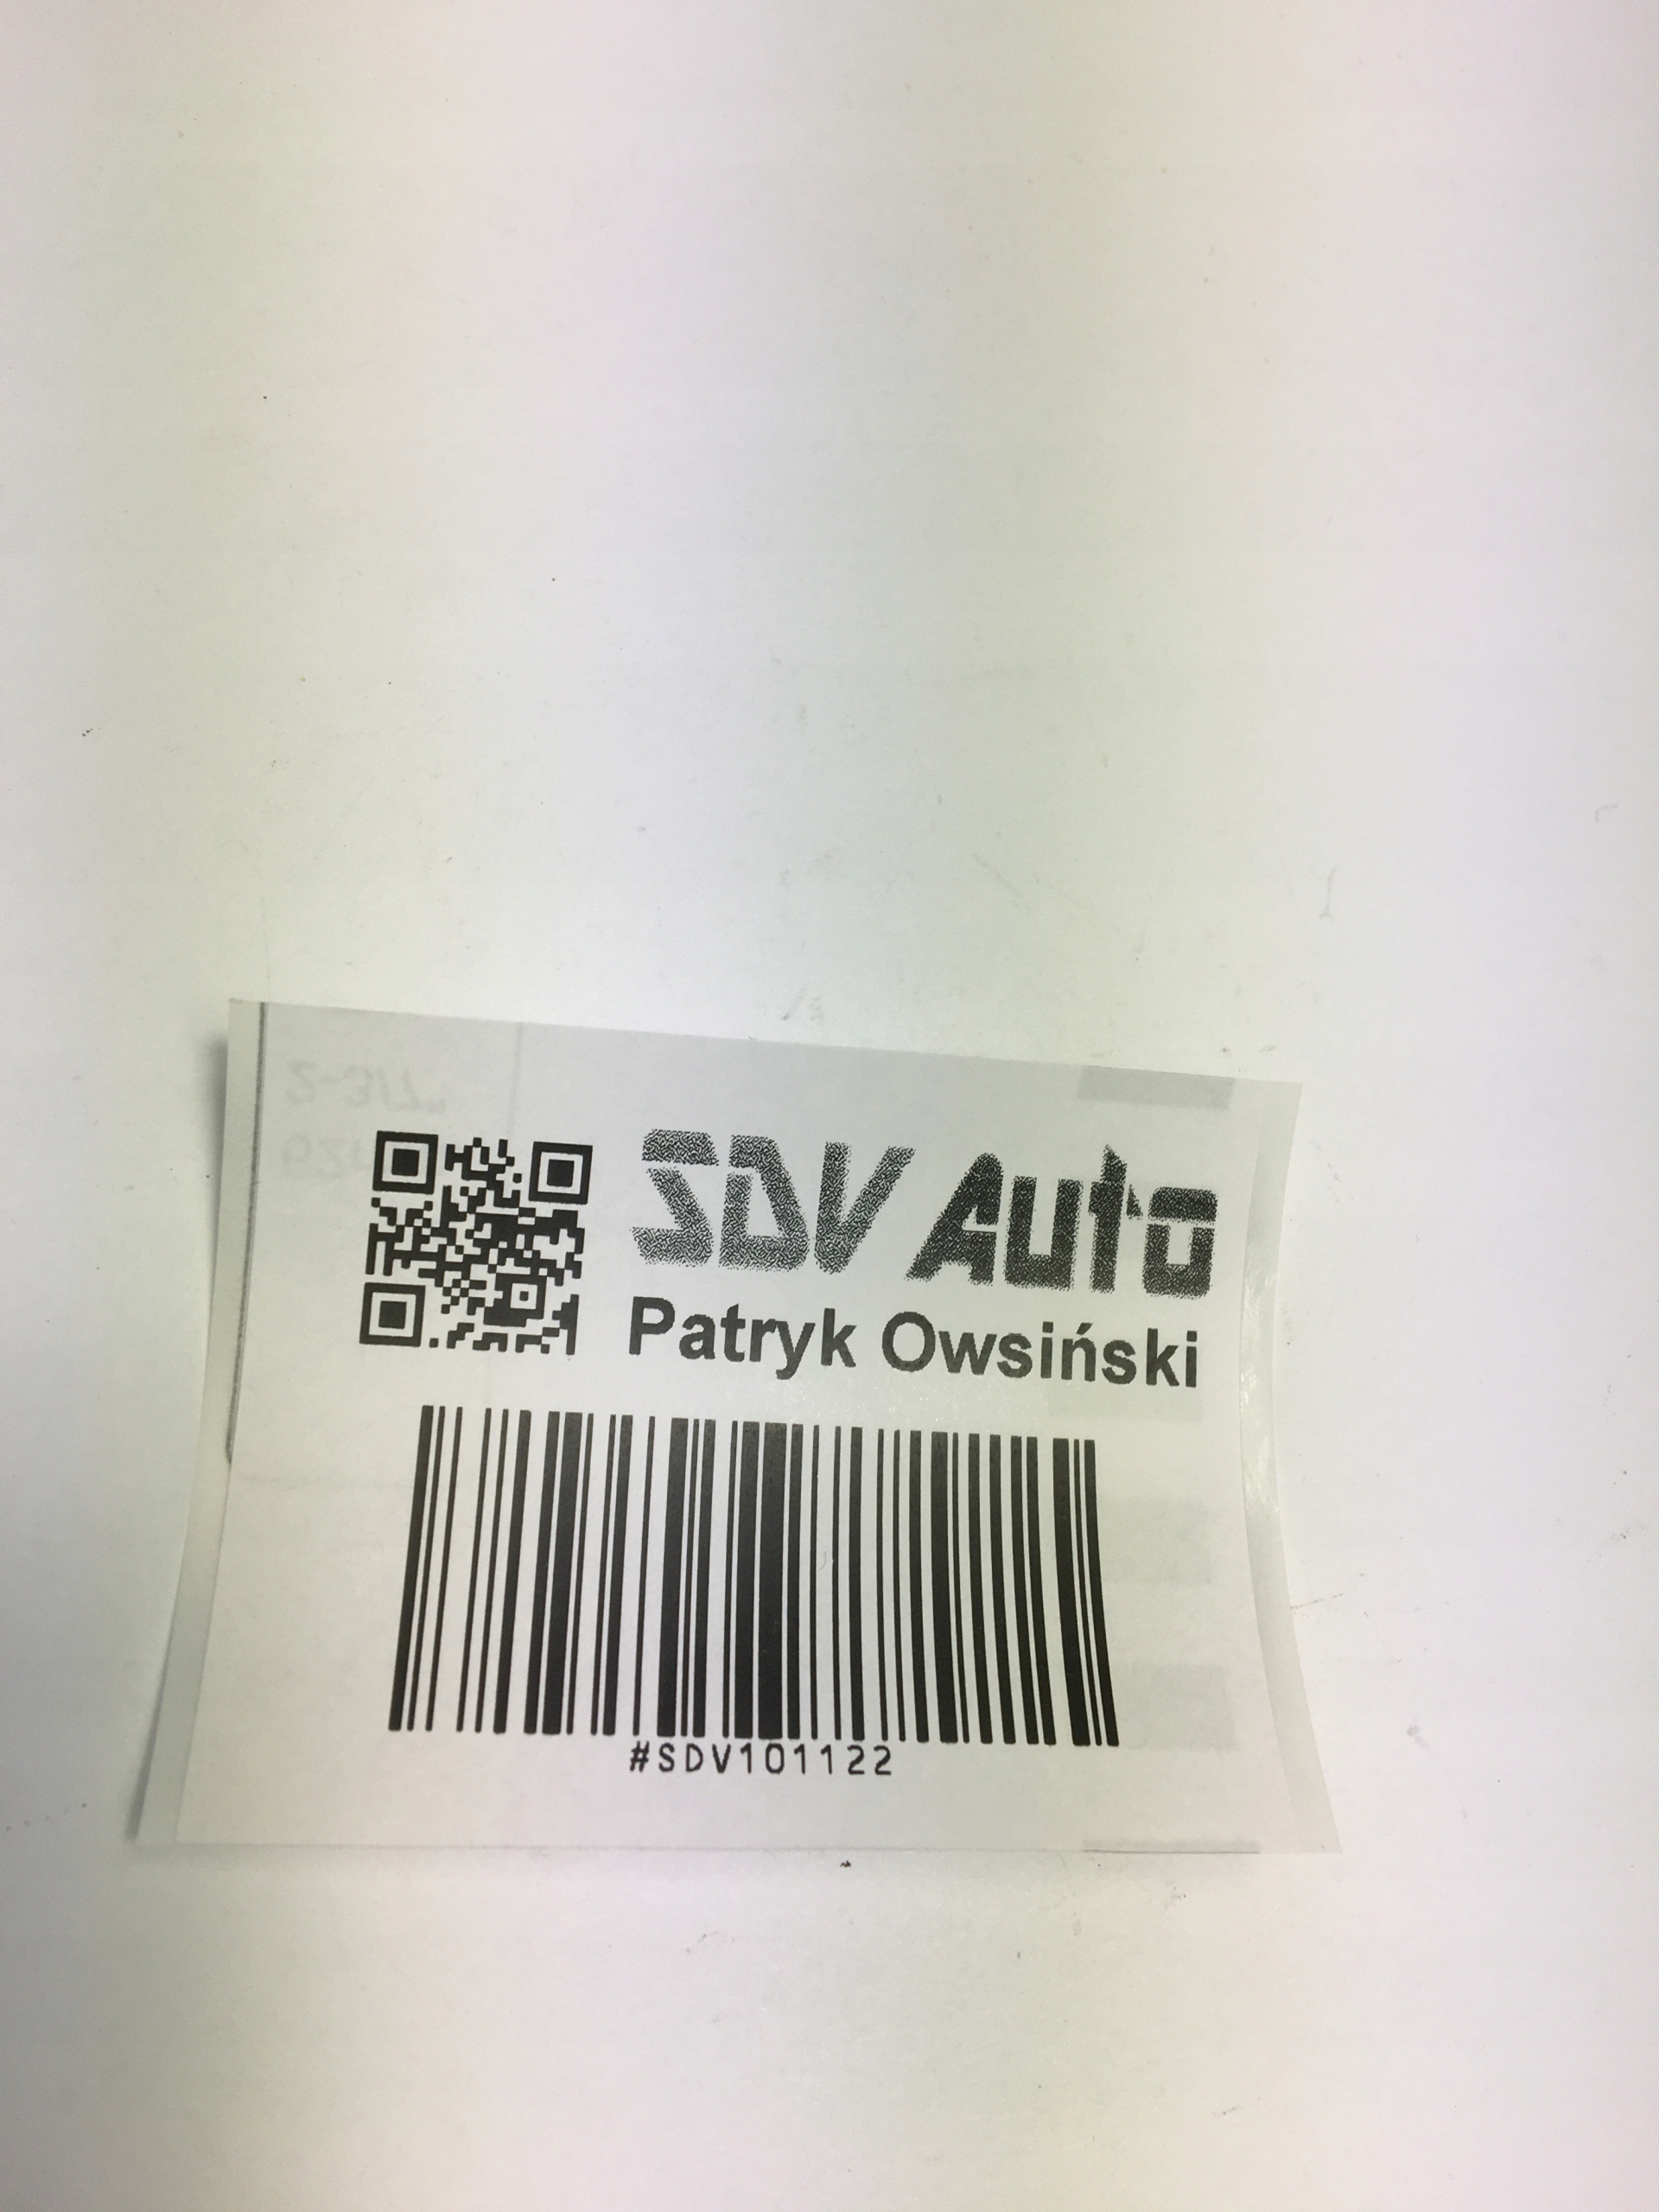 SDV Auto
Patryk Owsiński
#SDV101122